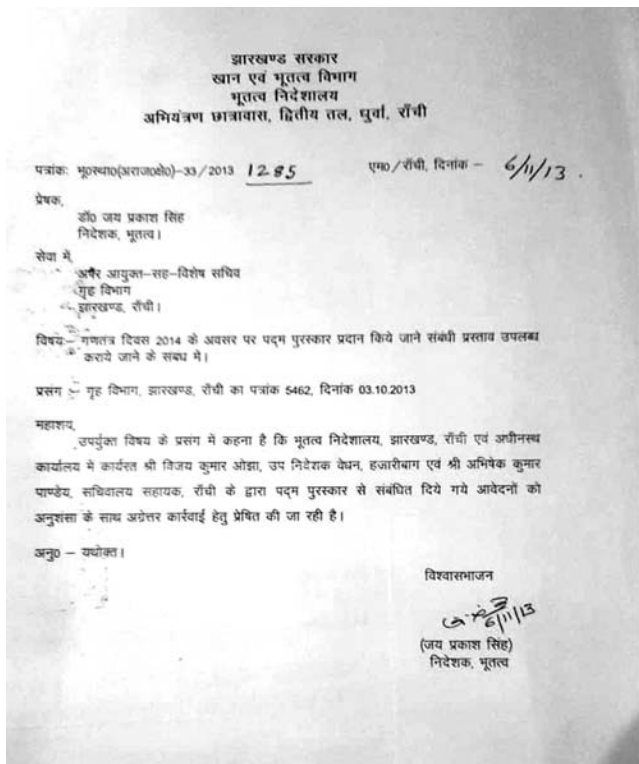 झारखण्ड सरकार
खान एवं भूतत्व विभाग
भूतत्व निदेशालय
अभियंत्रण छात्रावास, द्वितीय तल, धुर्वा, राँची
पत्रांकः भू०स्था०(अराज०क्षे०)–33/2013 1285 एम०/राँची, दिनांक – 6/11/13.
प्रेषक,
डॉ० जय प्रकाश सिंह
निदेशक, भूतत्व।
सेवा में,
अपर आयुक्त–सह–विशेष सचिव
गृह विभाग
झारखण्ड, राँची।
विषयः– गणतंत्र दिवस 2014 के अवसर पर पद्म पुरस्कार प्रदान किये जाने संबंधी प्रस्ताव उपलब्ध
कराये जाने के संबध मे।
प्रसंग :– गृह विभाग, झारखण्ड, राँची का पत्रांक 5462, दिनांक 03.10.2013
महाशय,
उपर्युक्त विषय के प्रसंग में कहना है कि भूतत्व निदेशालय, झारखण्ड, राँची एवं अधीनस्थ
कार्यालय मे कार्यरत श्री विजय कुमार ओझा, उप निदेशक वेधन, हजारीबाग एवं श्री अभिषेक कुमार
पाण्डेय, सचिवालय सहायक, राँची के द्वारा पद्म पुरस्कार से संबंधित दिये गये आवेदनों को
अनुशंसा के साथ अग्रेत्तर कार्रवाई हेतु प्रेषित की जा रही है।
अनु० – यथोक्त।
विश्वासभाजन
6/11/13
(जय प्रकाश सिंह)
निदेशक, भूतत्व